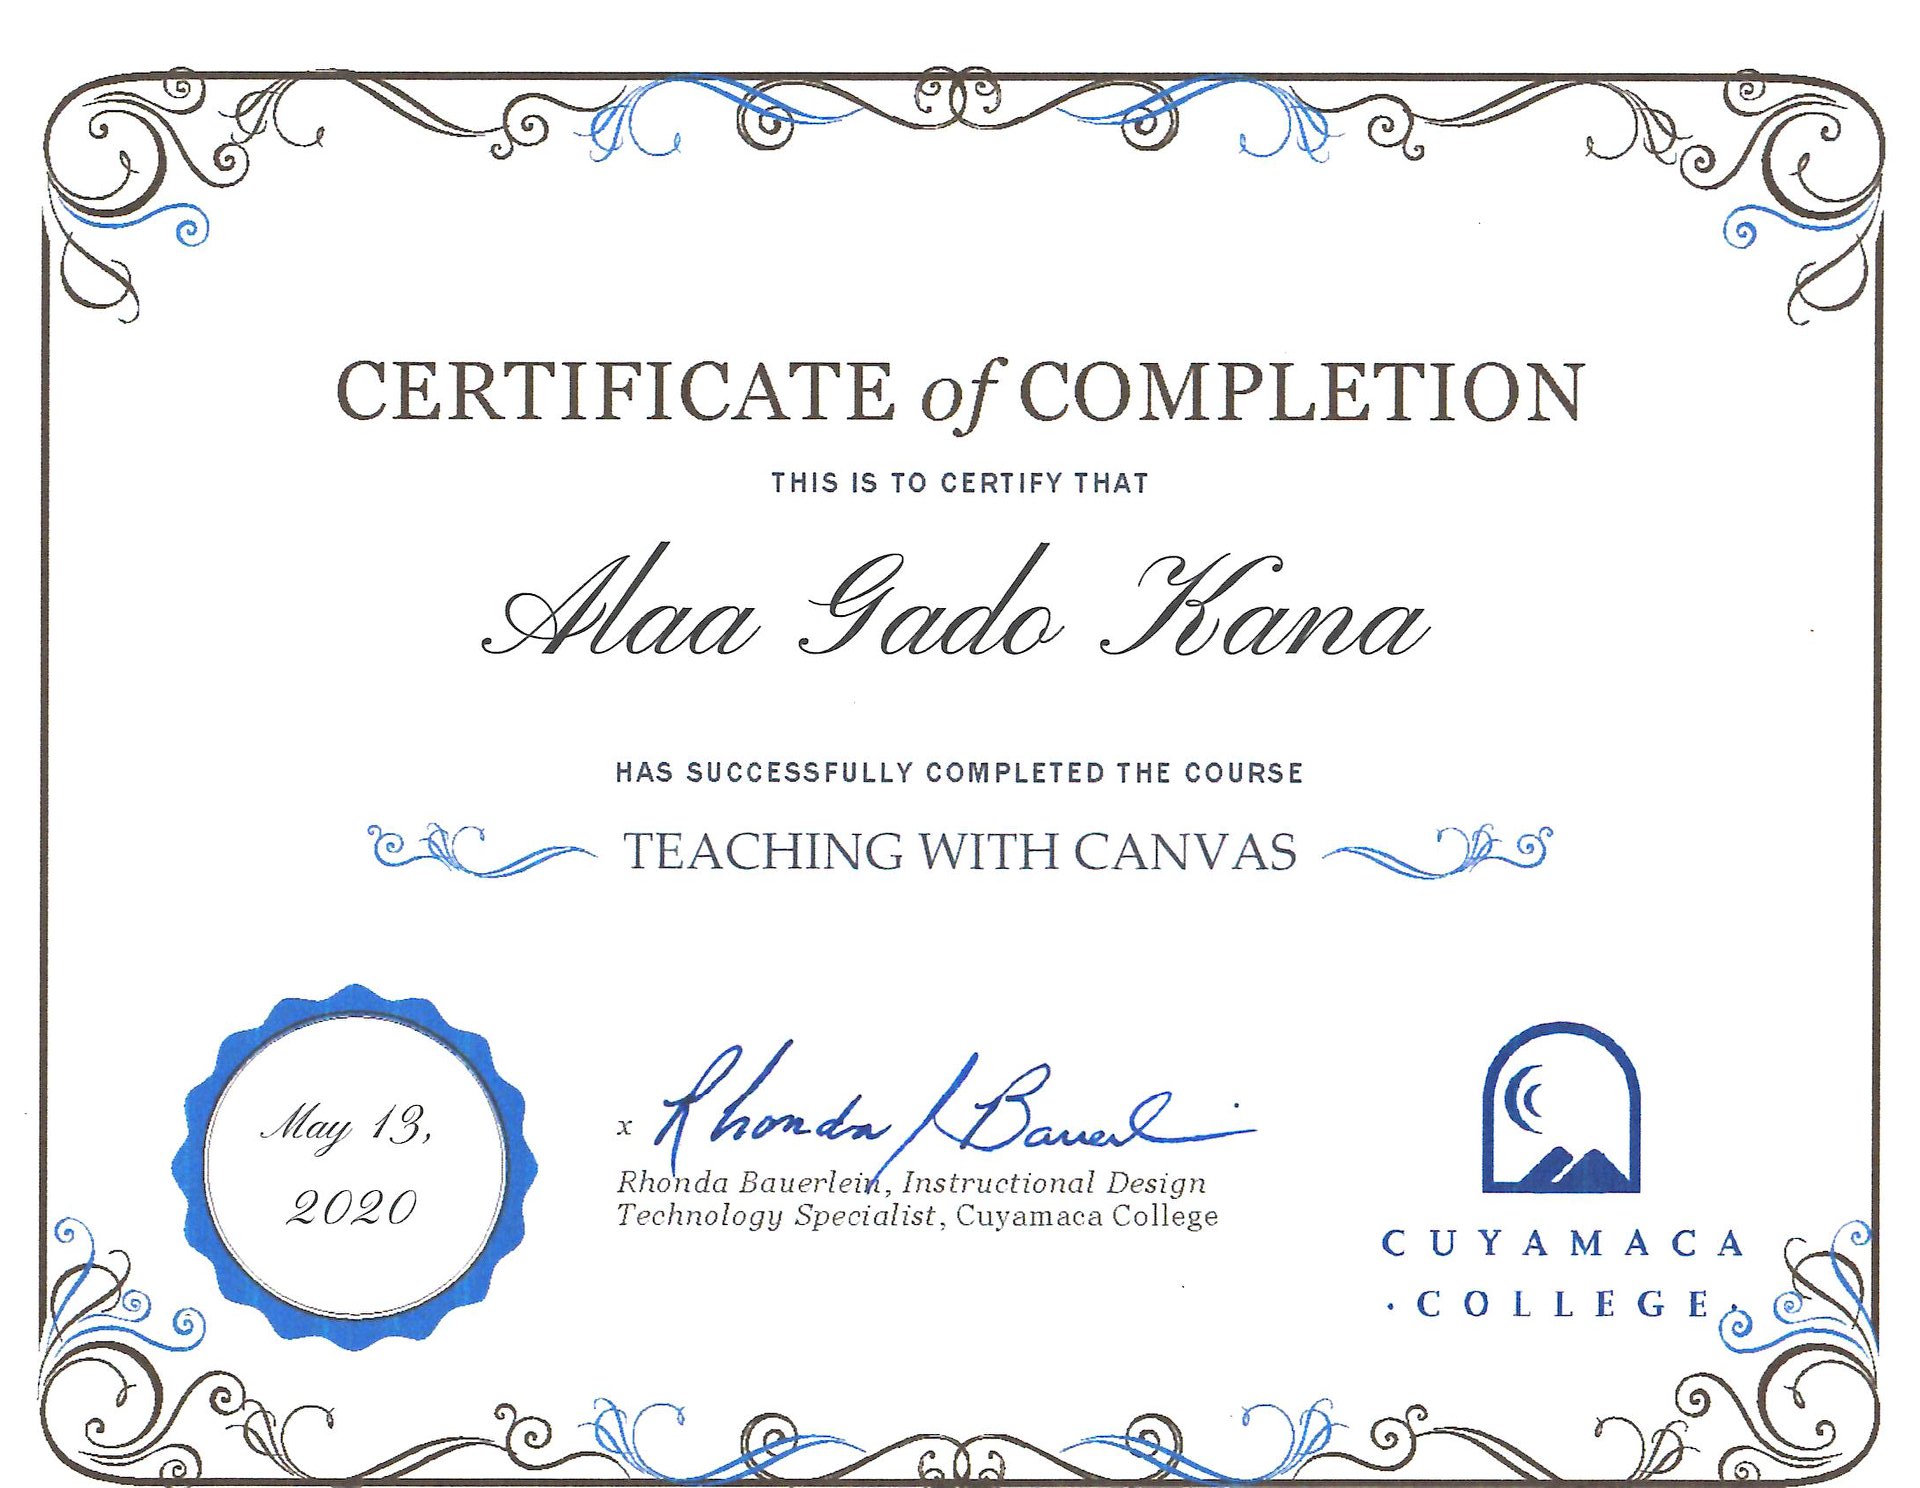 CERTIFICATE of COMPLETION
THIS IS TO CERTIFY THAT
Alaa Gado Kana
HAS SUCCESSFULLY COMPLETED THE COURSE
TEACHING WITH CANVAS
May 13,
2020
x Rhonda J Bauerlein
Rhonda Bauerlein, Instructional Design
Technology Specialist, Cuyamaca College
CUYAMACA
· COLLEGE ·